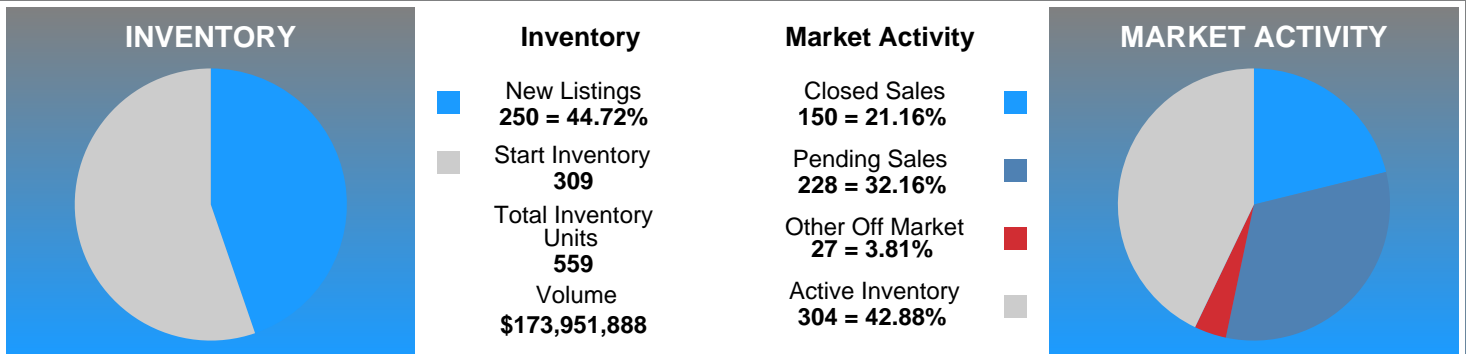 INVENTORY
Inventory
New Listings
250 = 44.72%
Start Inventory
309
Total Inventory
Units
559
Volume
$173,951,888
Market Activity
Closed Sales
150 = 21.16%
Pending Sales
228 = 32.16%
Other Off Market
27 = 3.81%
Active Inventory
304 = 42.88%
MARKET ACTIVITY